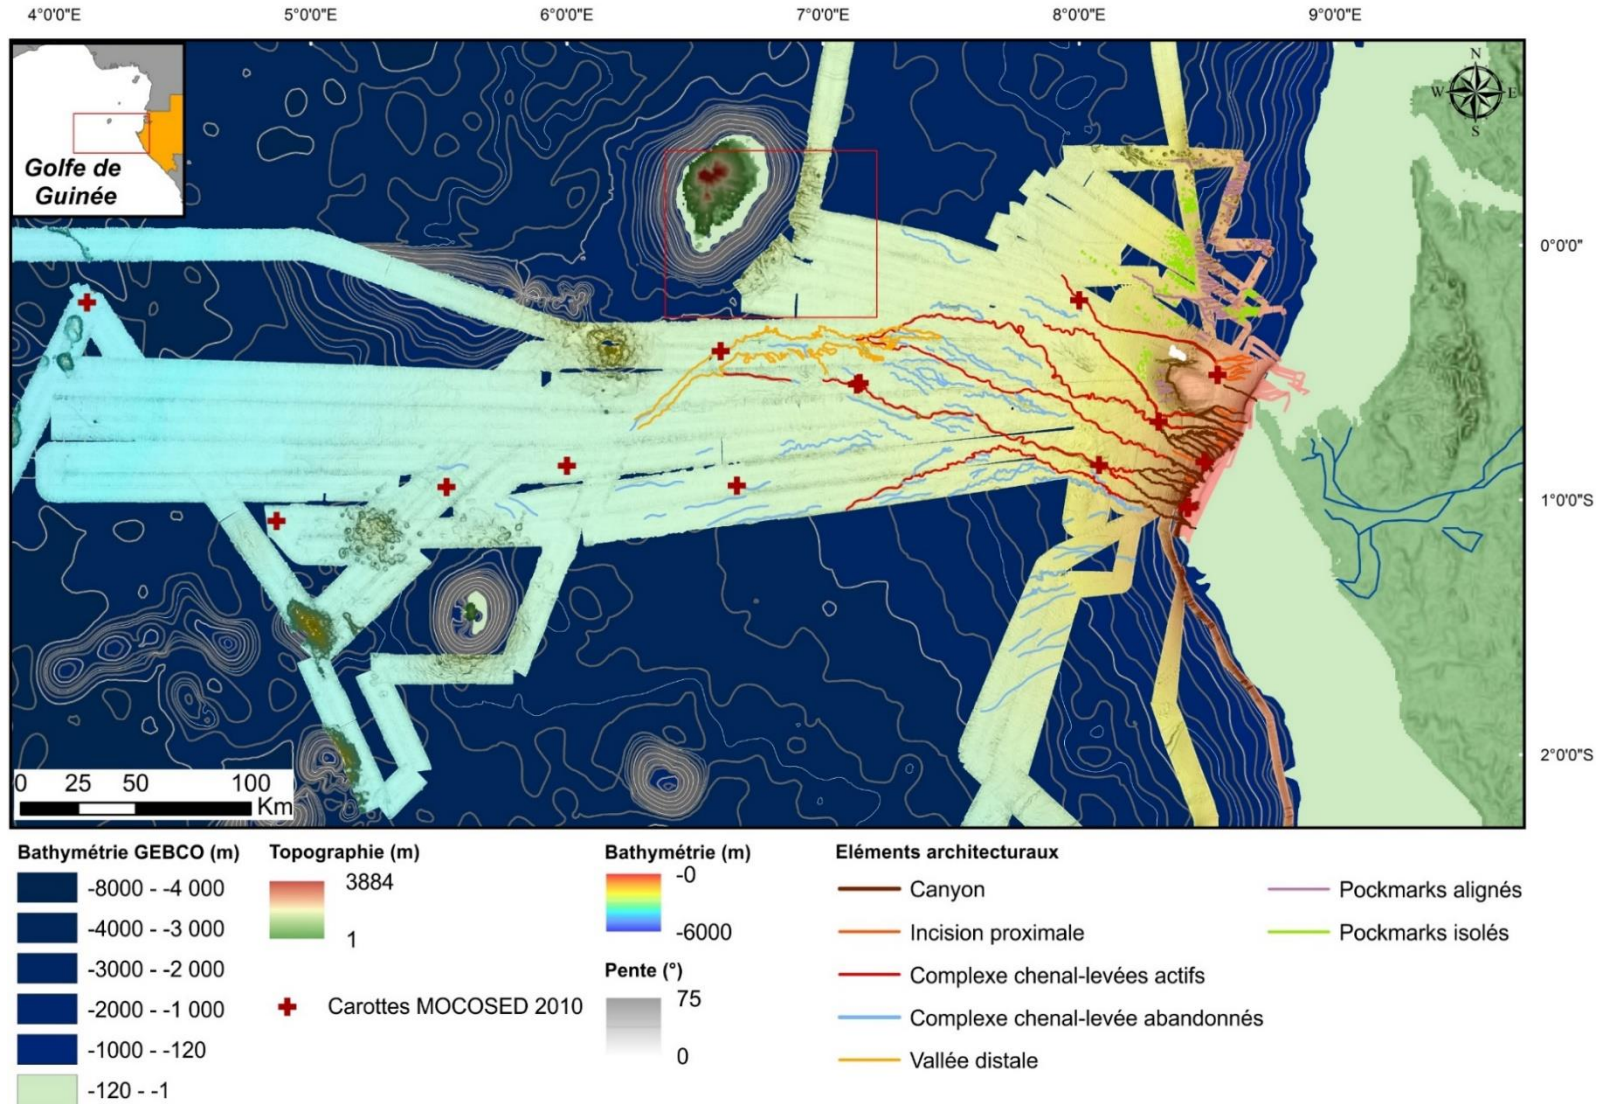 4°0'0"E 5°0'0"E 6°0'0"E 7°0'0"E 8°0'0"E 9°0'0"E
Golfe de
Guinée
N
W E
S
0°0'0"
1°0'0"S
2°0'0"S
0 25 50 100
Km
Bathymétrie GEBCO (m)
-8000 - -4 000
-4000 - -3 000
-3000 - -2 000
-2000 - -1 000
-1000 - -120
-120 - -1
Topographie (m)
3884
1
Carottes MOCOSED 2010
Bathymétrie (m)
-0
-6000
Pente (°)
75
0
Eléments architecturaux
Canyon
Incision proximale
Complexe chenal-levées actifs
Complexe chenal-levée abandonnés
Vallée distale
Pockmarks alignés
Pockmarks isolés